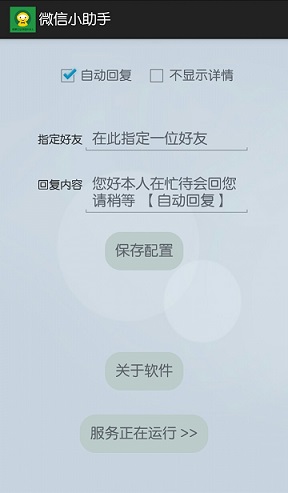 微信小助手
自动回复 不显示详情
指定好友 在此指定一位好友
回复内容 您好本人在忙待会回您
请稍等 【自动回复】
保存配置
关于软件
服务正在运行 >>